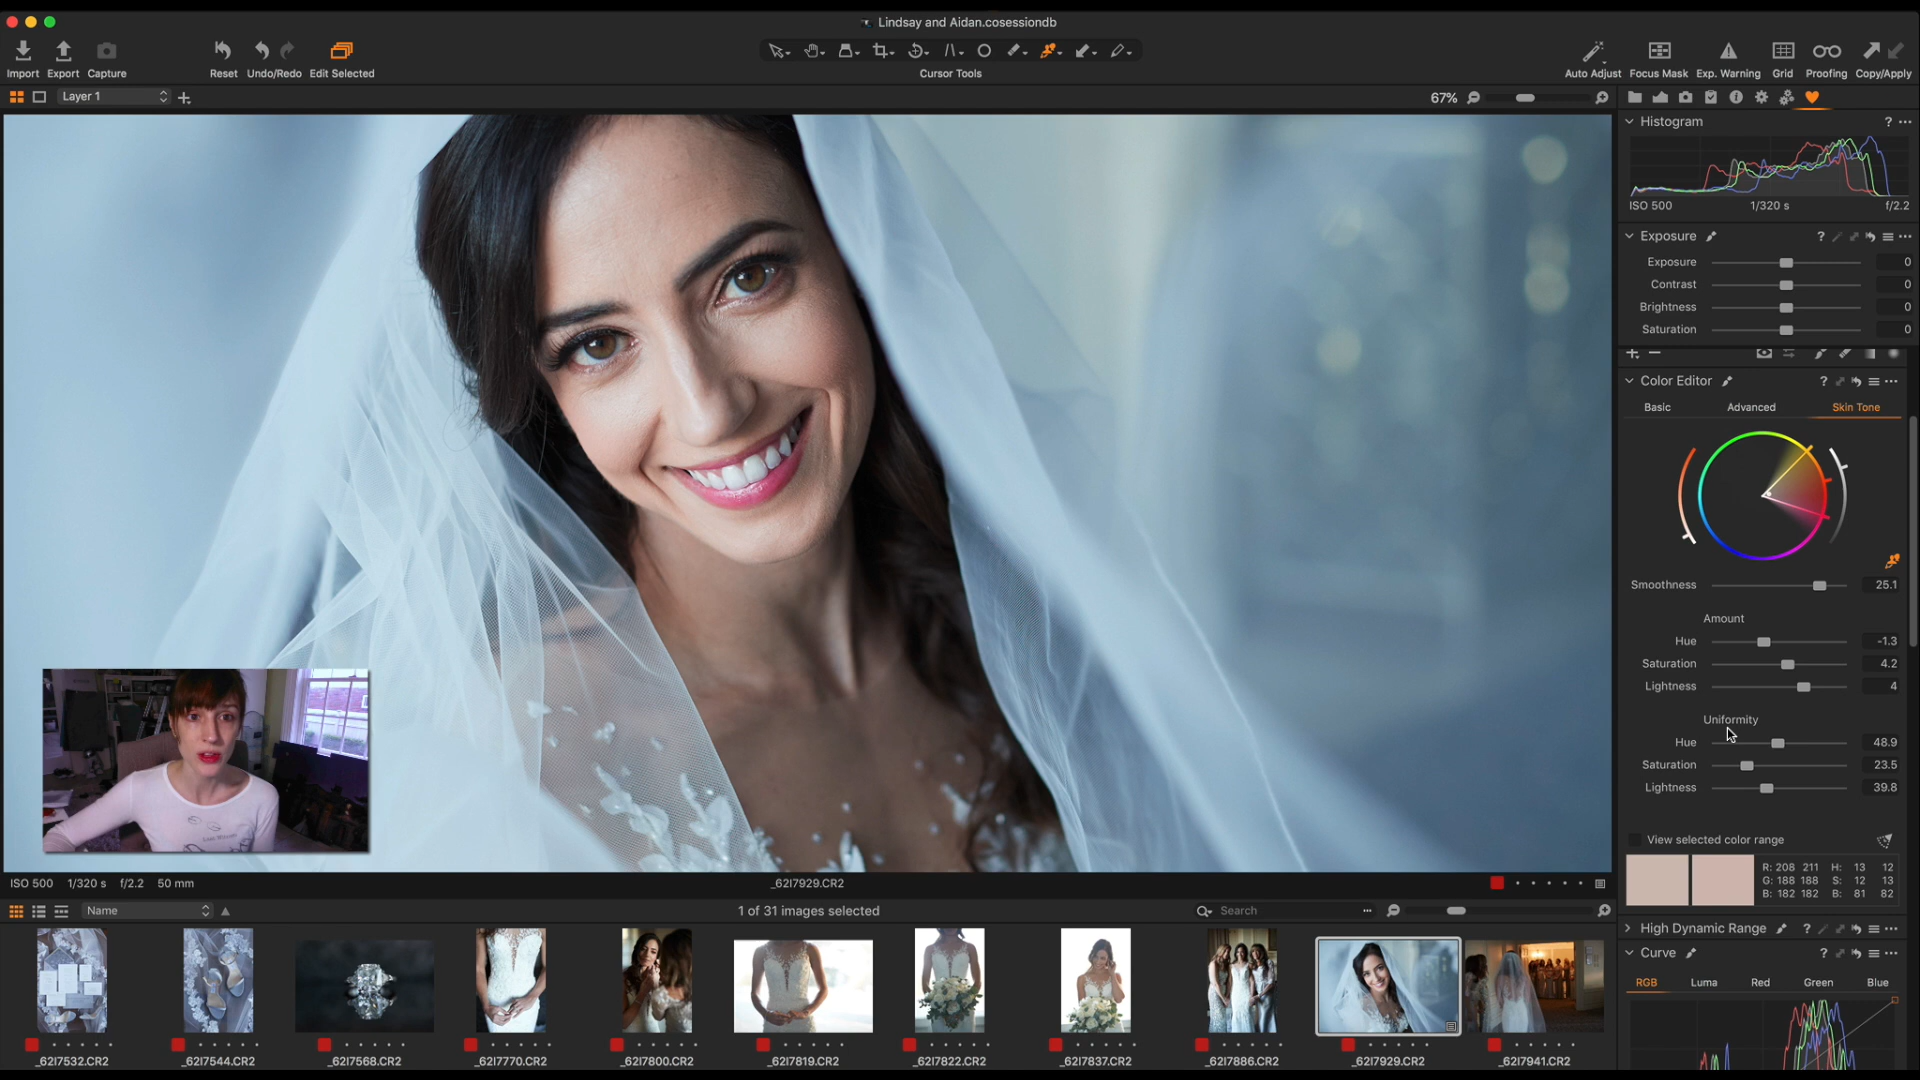 Lindsay and Aidan.cosessiondb
Import Export Capture Reset Undo/Redo Edit Selected Cursor Tools Auto Adjust Focus Mask Exp. Warning Grid Proofing Copy/Apply
Layer 1 67%
Histogram
ISO 500 1/320 s f/2.2
Exposure
Exposure 0
Contrast 0
Brightness 0
Saturation 0
Color Editor
Basic Advanced Skin Tone
Smoothness 25.1
Amount
Hue -1.3
Saturation 4.2
Lightness 4
Uniformity
Hue 48.9
Saturation 23.5
Lightness 39.8
View selected color range
R: 208 211 H: 13 12
G: 188 188 S: 12 13
B: 182 182 B: 81 82
High Dynamic Range
Curve
RGB Luma Red Green Blue
ISO 500 1/320 s f/2.2 50 mm _62I7929.CR2
Name 1 of 31 images selected Search
_62I7532.CR2 _62I7544.CR2 _62I7568.CR2 _62I7770.CR2 _62I7800.CR2 _62I7819.CR2 _62I7822.CR2 _62I7837.CR2 _62I7886.CR2 _62I7929.CR2 _62I7941.CR2